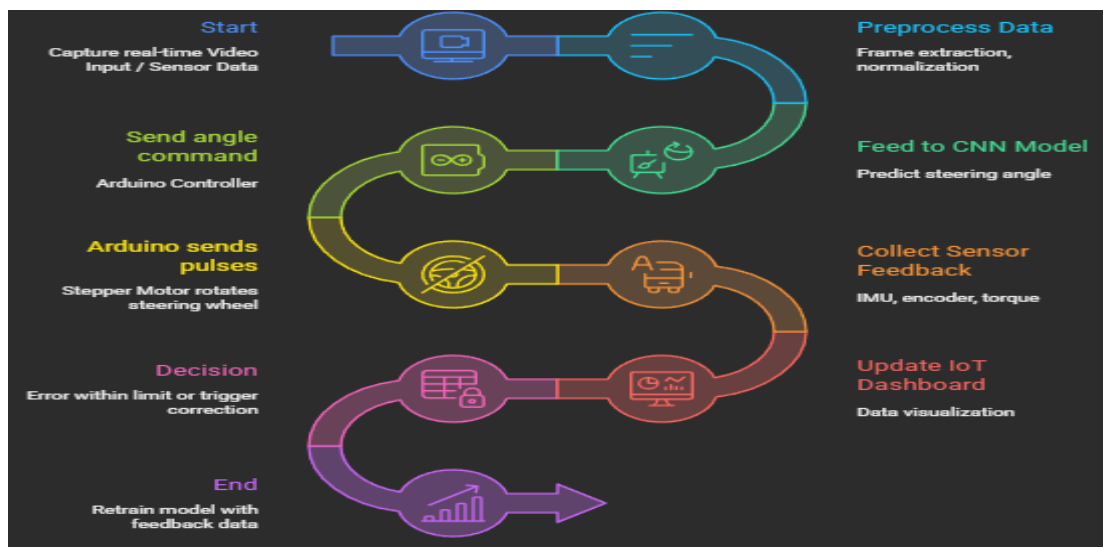 Start
Capture real-time Video
Input / Sensor Data
Preprocess Data
Frame extraction,
normalization
Feed to CNN Model
Predict steering angle
Send angle
command
Arduino Controller
Arduino sends
pulses
Stepper Motor rotates
steering wheel
Collect Sensor
Feedback
IMU, encoder, torque
Update IoT
Dashboard
Data visualization
Decision
Error within limit or trigger
correction
End
Retrain model with
feedback data